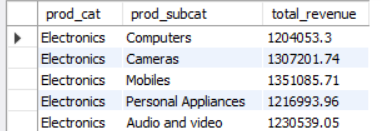 prod_cat prod_subcat total_revenue
Electronics Computers 1204053.3
Electronics Cameras 1307201.74
Electronics Mobiles 1351085.71
Electronics Personal Appliances 1216993.96
Electronics Audio and video 1230539.05